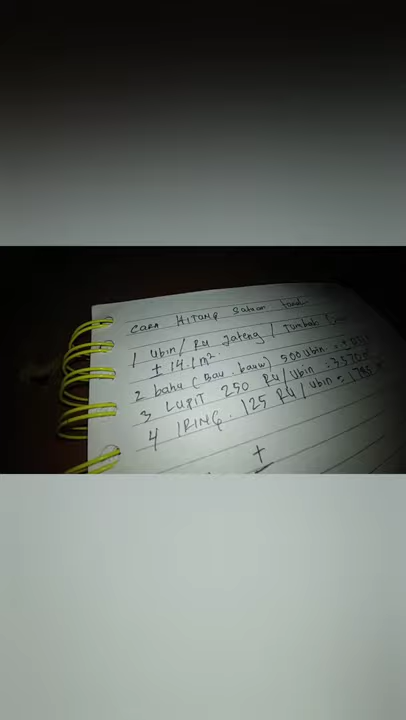 CARA HITUNG Satuan tanah
1 Ubin/Ru Jateng / Tumbak
± 14.1 m²
2 bahu (Bau. bauw) 500 Ubin = ±
3 LUPIT 250 RU/Ubin =
4 IRING. 125 RU/Ubin =